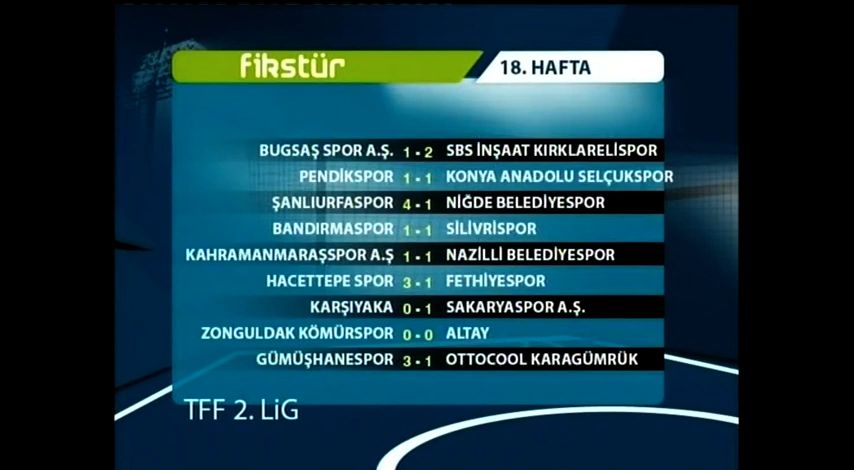 fikstür 18. HAFTA
BUGSAŞ SPOR A.Ş. 1 - 2 SBS İNŞAAT KIRKLARELİSPOR
PENDİKSPOR 1 - 1 KONYA ANADOLU SELÇUKSPOR
ŞANLIURFASPOR 4 - 1 NİĞDE BELEDİYESPOR
BANDIRMASPOR 1 - 1 SİLİVRİSPOR
KAHRAMANMARAŞSPOR A.Ş 1 - 1 NAZİLLİ BELEDİYESPOR
HACETTEPE SPOR 3 - 1 FETHİYESPOR
KARŞIYAKA 0 - 1 SAKARYASPOR A.Ş.
ZONGULDAK KÖMÜRSPOR 0 - 0 ALTAY
GÜMÜŞHANESPOR 3 - 1 OTTOCOOL KARAGÜMRÜK
TFF 2. LiG